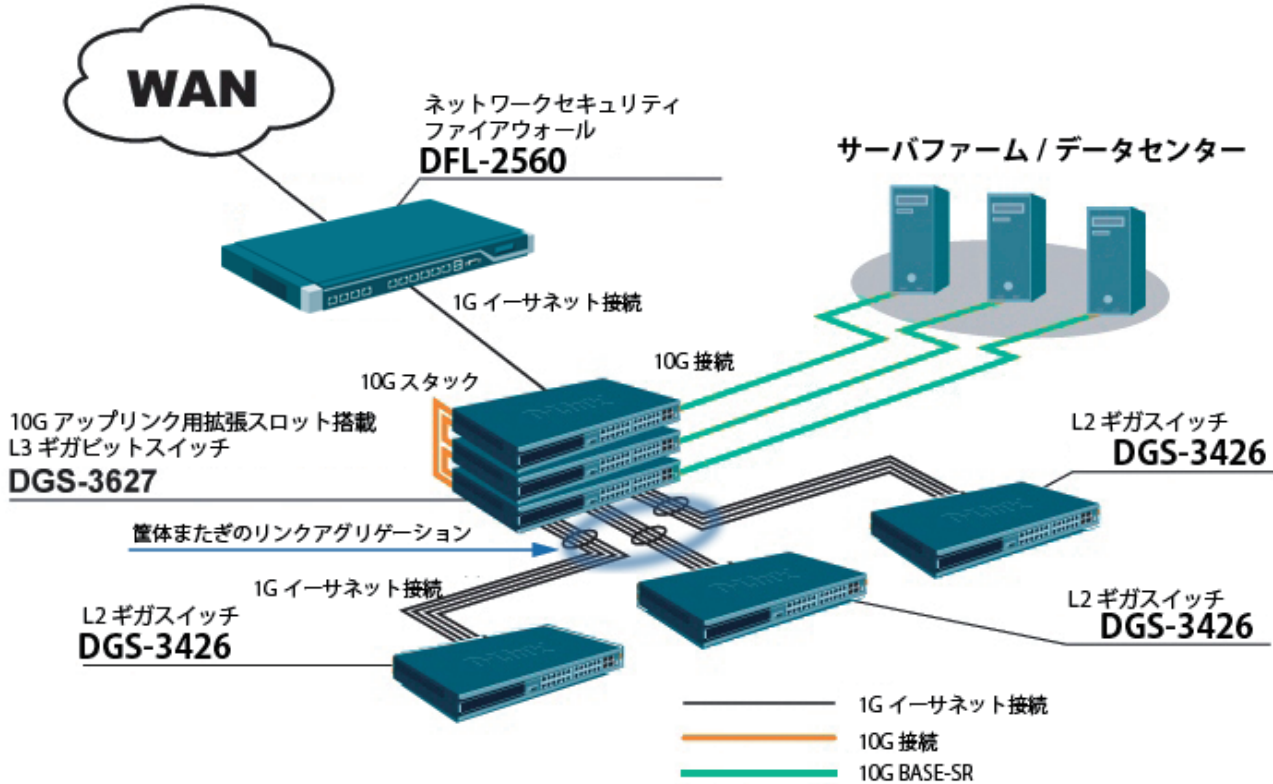 WAN
ネットワークセキュリティ
ファイアウォール
DFL-2560
サーバファーム / データセンター
1G イーサネット接続
10G 接続
10G スタック
10G アップリンク用拡張スロット搭載
L3 ギガビットスイッチ
DGS-3627
D-Link
L2 ギガスイッチ
DGS-3426
D-Link
筐体またぎのリンクアグリゲーション
1G イーサネット接続
D-Link
L2 ギガスイッチ
DGS-3426
L2 ギガスイッチ
DGS-3426
D-Link
1G イーサネット接続
10G 接続
10G BASE-SR